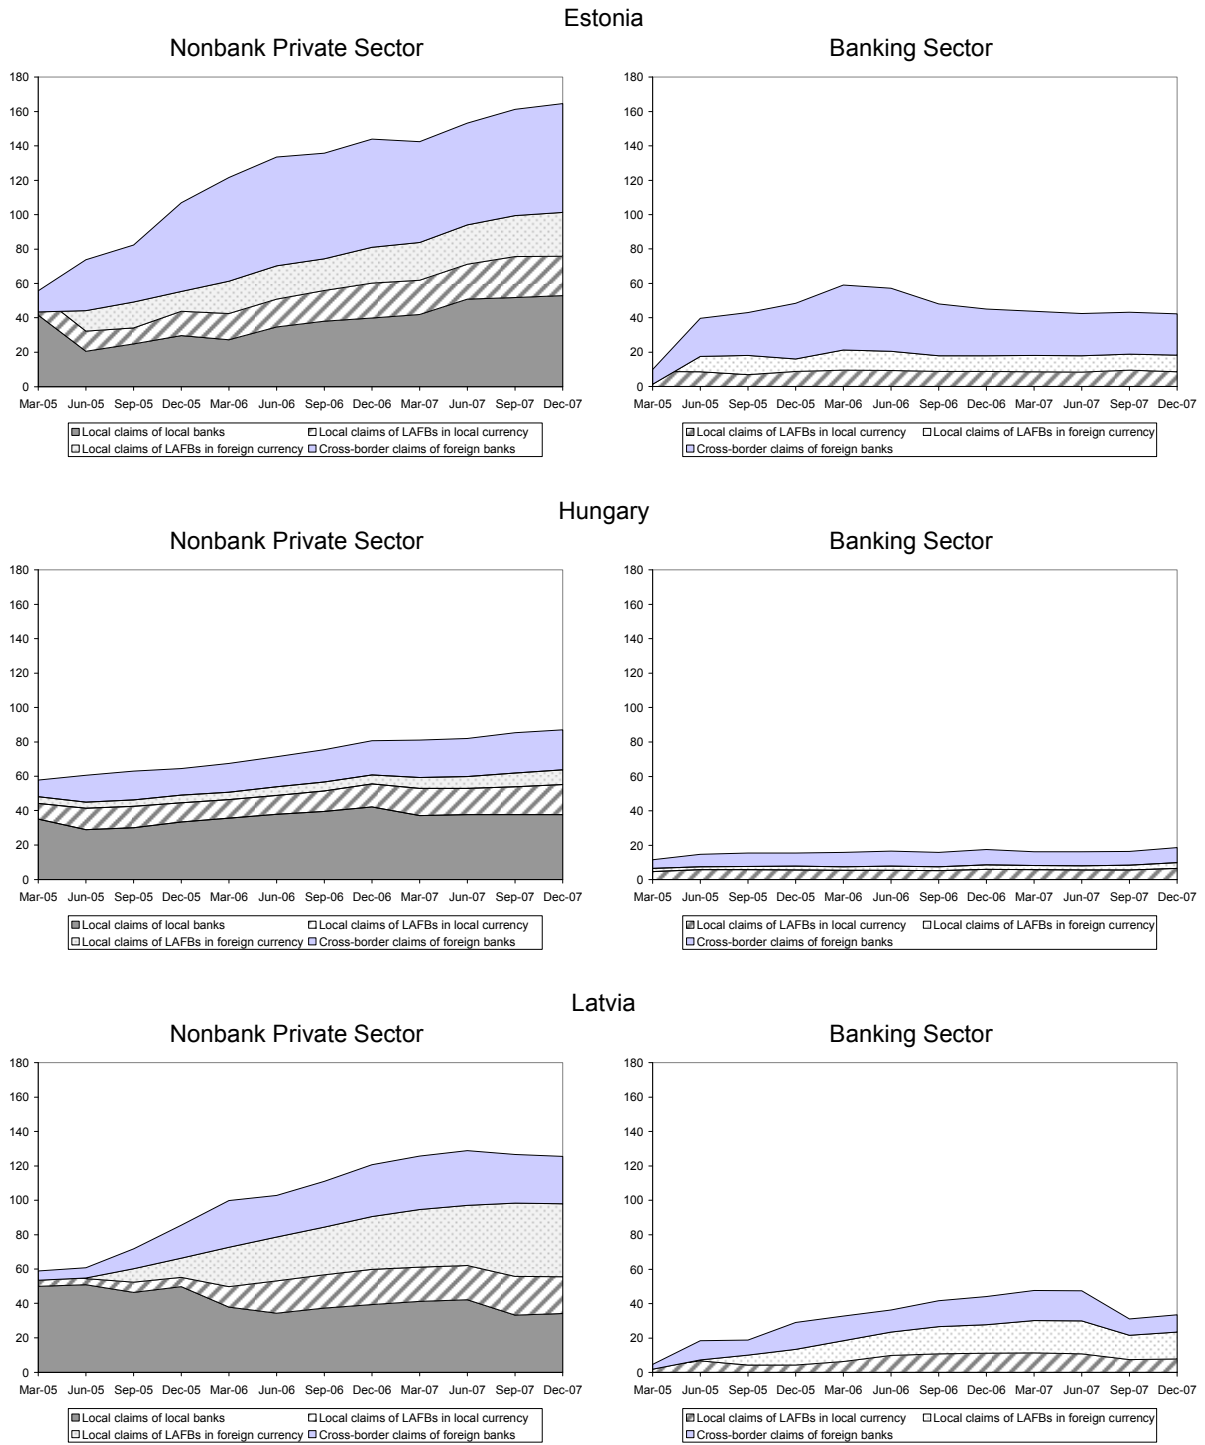 Estonia
Nonbank Private Sector
Banking Sector
180
160
140
120
100
80
60
40
20
0
Mar-05 Jun-05 Sep-05 Dec-05 Mar-06 Jun-06 Sep-06 Dec-06 Mar-07 Jun-07 Sep-07 Dec-07
Local claims of local banks Local claims of LAFBs in local currency
Local claims of LAFBs in foreign currency Cross-border claims of foreign banks
180
160
140
120
100
80
60
40
20
0
Mar-05 Jun-05 Sep-05 Dec-05 Mar-06 Jun-06 Sep-06 Dec-06 Mar-07 Jun-07 Sep-07 Dec-07
Local claims of LAFBs in local currency Local claims of LAFBs in foreign currency
Cross-border claims of foreign banks
Hungary
Nonbank Private Sector
Banking Sector
180
160
140
120
100
80
60
40
20
0
Mar-05 Jun-05 Sep-05 Dec-05 Mar-06 Jun-06 Sep-06 Dec-06 Mar-07 Jun-07 Sep-07 Dec-07
Local claims of local banks Local claims of LAFBs in local currency
Local claims of LAFBs in foreign currency Cross-border claims of foreign banks
180
160
140
120
100
80
60
40
20
0
Mar-05 Jun-05 Sep-05 Dec-05 Mar-06 Jun-06 Sep-06 Dec-06 Mar-07 Jun-07 Sep-07 Dec-07
Local claims of LAFBs in local currency Local claims of LAFBs in foreign currency
Cross-border claims of foreign banks
Latvia
Nonbank Private Sector
Banking Sector
180
160
140
120
100
80
60
40
20
0
Mar-05 Jun-05 Sep-05 Dec-05 Mar-06 Jun-06 Sep-06 Dec-06 Mar-07 Jun-07 Sep-07 Dec-07
Local claims of local banks Local claims of LAFBs in local currency
Local claims of LAFBs in foreign currency Cross-border claims of foreign banks
180
160
140
120
100
80
60
40
20
0
Mar-05 Jun-05 Sep-05 Dec-05 Mar-06 Jun-06 Sep-06 Dec-06 Mar-07 Jun-07 Sep-07 Dec-07
Local claims of LAFBs in local currency Local claims of LAFBs in foreign currency
Cross-border claims of foreign banks